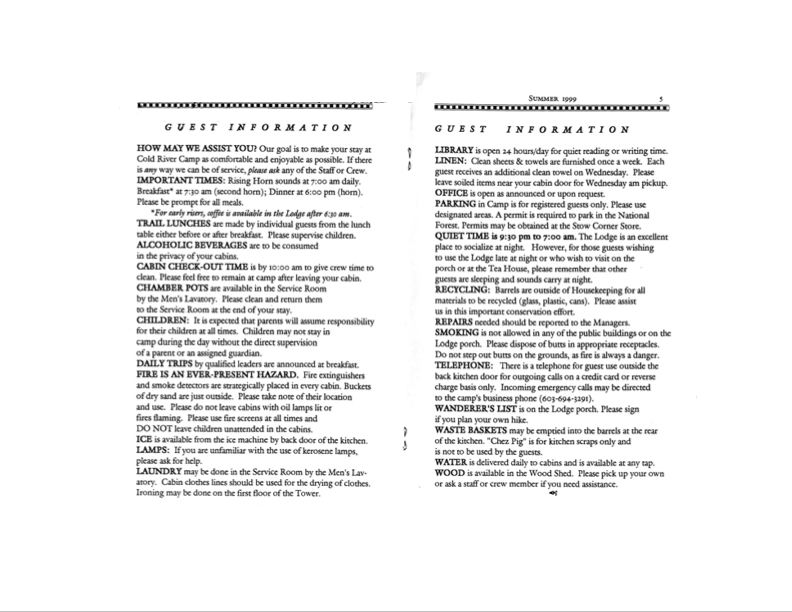 GUEST INFORMATION
HOW MAY WE ASSIST YOU? Our goal is to make your stay at
Cold River Camp as comfortable and enjoyable as possible. If there
is any way we can be of service, please ask any of the Staff or Crew.
IMPORTANT TIMES: Rising Horn sounds at 7:00 am daily.
Breakfast* at 7:30 am (second horn); Dinner at 6:00 pm (horn).
Please be prompt for all meals.
*For early risers, coffee is available in the Lodge after 6:30 am.
TRAIL LUNCHES are made by individual guests from the lunch
table either before or after breakfast. Please supervise children.
ALCOHOLIC BEVERAGES are to be consumed
in the privacy of your cabins.
CABIN CHECK-OUT TIME is by 10:00 am to give crew time to
clean. Please feel free to remain at camp after leaving your cabin.
CHAMBER POTS are available in the Service Room
by the Men's Lavatory. Please clean and return them
to the Service Room at the end of your stay.
CHILDREN: It is expected that parents will assume responsibility
for their children at all times. Children may not stay in
camp during the day without the direct supervision
of a parent or an assigned guardian.
DAILY TRIPS by qualified leaders are announced at breakfast.
FIRE IS AN EVER-PRESENT HAZARD. Fire extinguishers
and smoke detectors are strategically placed in every cabin. Buckets
of dry sand are just outside. Please take note of their location
and use. Please do not leave cabins with oil lamps lit or
fires flaming. Please use fire screens at all times and
DO NOT leave children unattended in the cabins.
ICE is available from the ice machine by back door of the kitchen.
LAMPS: If you are unfamiliar with the use of kerosene lamps,
please ask for help.
LAUNDRY may be done in the Service Room by the Men's Lav-
atory. Cabin clothes lines should be used for the drying of clothes.
Ironing may be done on the first floor of the Tower.
SUMMER 1999 5
GUEST INFORMATION
LIBRARY is open 24 hours/day for quiet reading or writing time.
LINEN: Clean sheets & towels are furnished once a week. Each
guest receives an additional clean towel on Wednesday. Please
leave soiled items near your cabin door for Wednesday am pickup.
OFFICE is open as announced or upon request.
PARKING in Camp is for registered guests only. Please use
designated areas. A permit is required to park in the National
Forest. Permits may be obtained at the Stow Corner Store.
QUIET TIME is 9:30 pm to 7:00 am. The Lodge is an excellent
place to socialize at night. However, for those guests wishing
to use the Lodge late at night or who wish to visit on the
porch or at the Tea House, please remember that other
guests are sleeping and sounds carry at night.
RECYCLING: Barrels are outside of Housekeeping for all
materials to be recycled (glass, plastic, cans). Please assist
us in this important conservation effort.
REPAIRS needed should be reported to the Managers.
SMOKING is not allowed in any of the public buildings or on the
Lodge porch. Please dispose of butts in appropriate receptacles.
Do not step out butts on the grounds, as fire is always a danger.
TELEPHONE: There is a telephone for guest use outside the
back kitchen door for outgoing calls on a credit card or reverse
charge basis only. Incoming emergency calls may be directed
to the camp's business phone (603-694-3291).
WANDERER'S LIST is on the Lodge porch. Please sign
if you plan your own hike.
WASTE BASKETS may be emptied into the barrels at the rear
of the kitchen. "Chez Pig" is for kitchen scraps only and
is not to be used by the guests.
WATER is delivered daily to cabins and is available at any tap.
WOOD is available in the Wood Shed. Please pick up your own
or ask a staff or crew member if you need assistance.